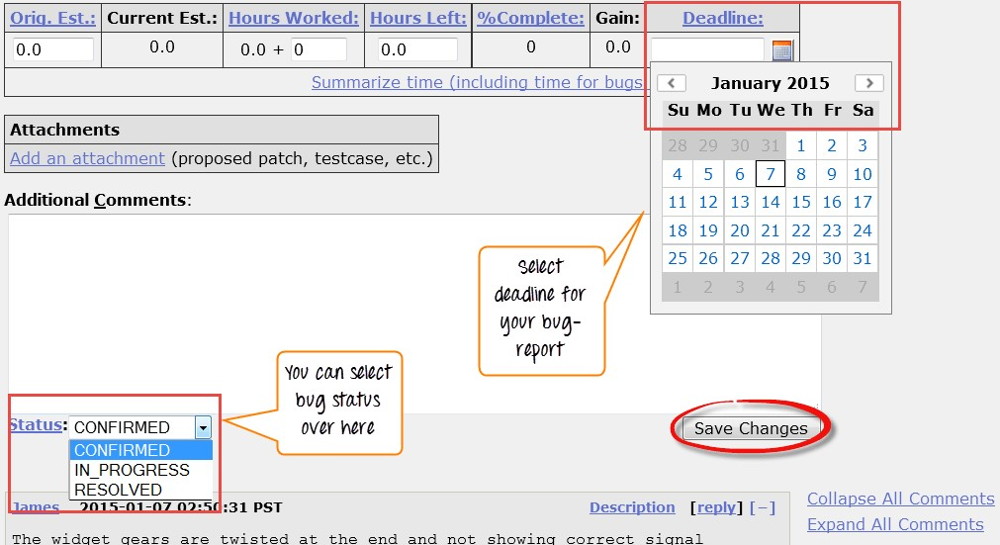 Orig. Est.: Current Est.: Hours Worked: Hours Left: %Complete: Gain: Deadline:
0.0 0.0 0.0 + 0 0.0 0 0.0
Summarize time (including time for bugs
January 2015
Su Mo Tu We Th Fr Sa
28 29 30 31 1 2 3
4 5 6 7 8 9 10
11 12 13 14 15 16 17
18 19 20 21 22 23 24
25 26 27 28 29 30 31
1 2 3 4 5 6 7
Attachments
Add an attachment (proposed patch, testcase, etc.)
Additional Comments:
Select
deadline for
your bug-
report
You can select
bug status
over here
Status: CONFIRMED
CONFIRMED
IN_PROGRESS
RESOLVED
Save Changes
James 2015-01-07 02:50:31 PST Description [reply] [−]
Collapse All Comments
Expand All Comments
The widget gears are twisted at the end and not showing correct signal